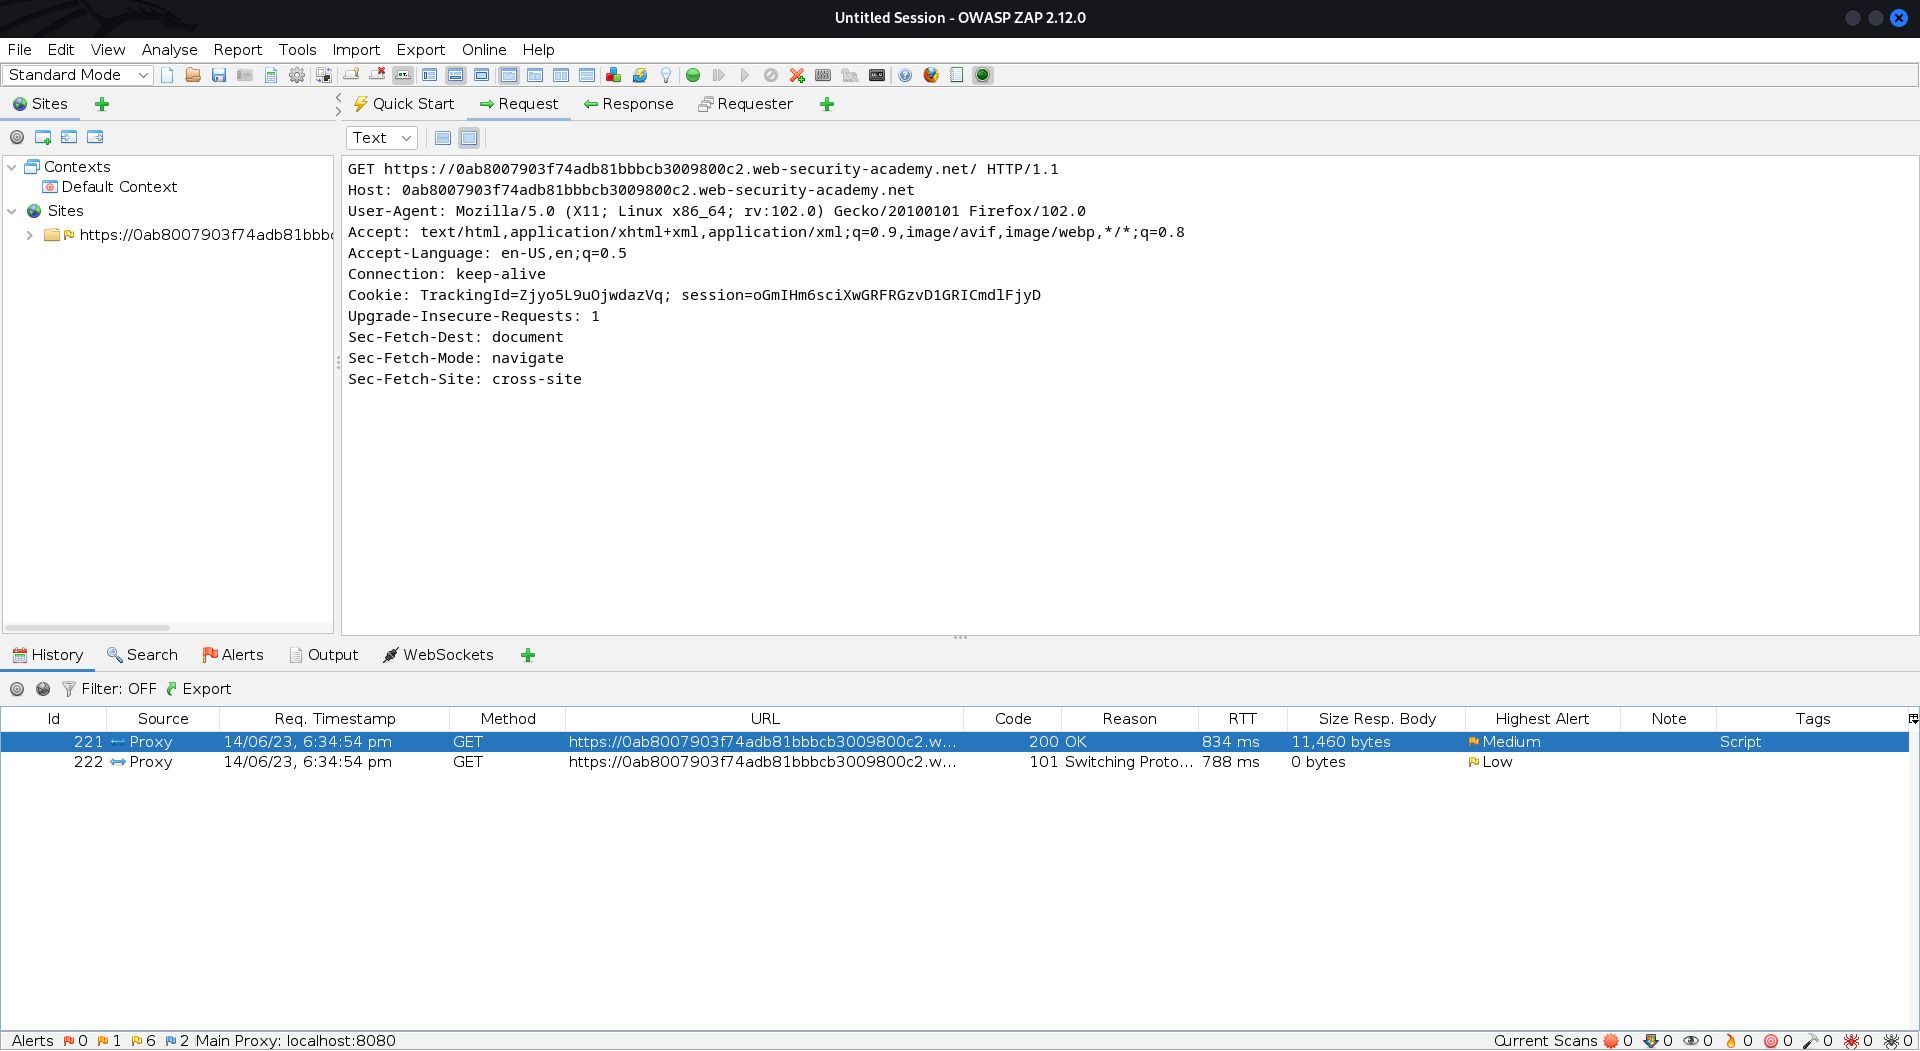 Untitled Session - OWASP ZAP 2.12.0
File Edit View Analyse Report Tools Import Export Online Help
Standard Mode
Sites
Quick Start Request Response Requester
Text
Contexts
Default Context
Sites
https://0ab8007903f74adb81bbb
GET https://0ab8007903f74adb81bbbcb3009800c2.web-security-academy.net/ HTTP/1.1
Host: 0ab8007903f74adb81bbbcb3009800c2.web-security-academy.net
User-Agent: Mozilla/5.0 (X11; Linux x86_64; rv:102.0) Gecko/20100101 Firefox/102.0
Accept: text/html,application/xhtml+xml,application/xml;q=0.9,image/avif,image/webp,*/*;q=0.8
Accept-Language: en-US,en;q=0.5
Connection: keep-alive
Cookie: TrackingId=Zjyo5L9uOjwdazVq; session=oGmIHm6sciXwGRFRGzvD1GRICmdlFjyD
Upgrade-Insecure-Requests: 1
Sec-Fetch-Dest: document
Sec-Fetch-Mode: navigate
Sec-Fetch-Site: cross-site
History Search Alerts Output WebSockets
Filter: OFF Export
Id Source Req. Timestamp Method URL Code Reason RTT Size Resp. Body Highest Alert Note Tags
221 Proxy 14/06/23, 6:34:54 pm GET https://0ab8007903f74adb81bbbcb3009800c2.w... 200 OK 834 ms 11,460 bytes Medium Script
222 Proxy 14/06/23, 6:34:54 pm GET https://0ab8007903f74adb81bbbcb3009800c2.w... 101 Switching Proto... 788 ms 0 bytes Low
Alerts 0 1 6 2 Main Proxy: localhost:8080 Current Scans 0 0 0 0 0 0 0 0